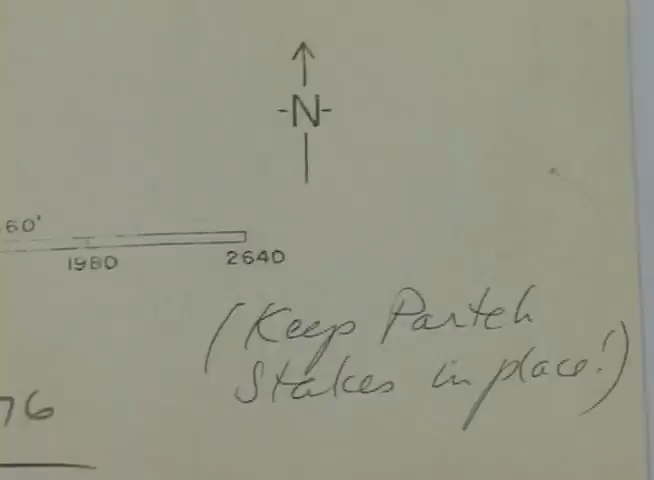 -N-
60'
1980 2640
(Keep Partch
Stakes in place!)
76